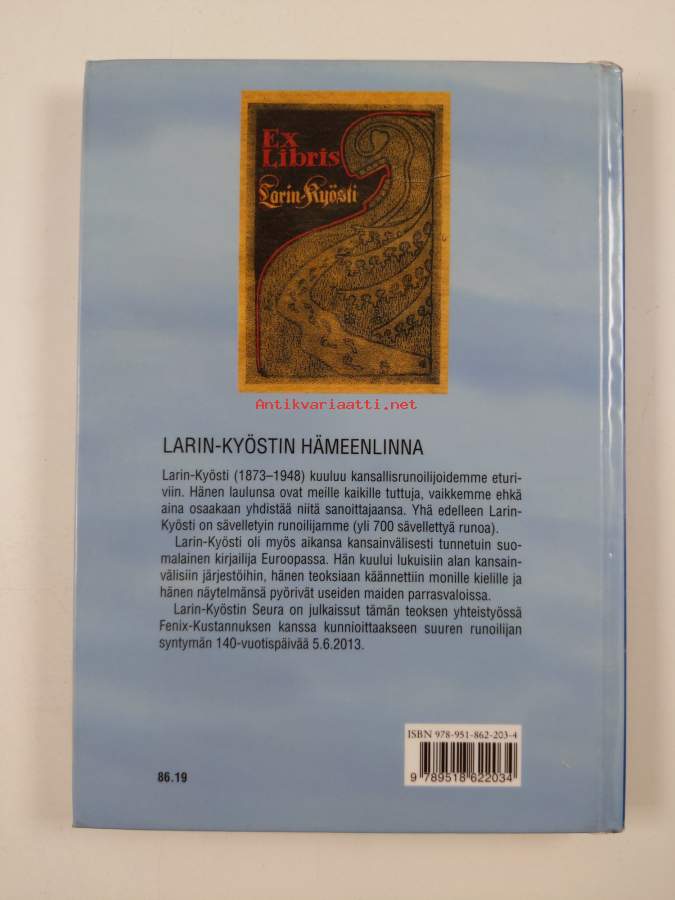 Ex
Libris
Larin-Kyösti
Antikvariaatti.net
LARIN-KYÖSTIN HÄMEENLINNA
Larin-Kyösti (1873–1948) kuuluu kansallisrunoilijoidemme eturi-
viin. Hänen laulunsa ovat meille kaikille tuttuja, vaikkemme ehkä
aina osaakaan yhdistää niitä sanoittajaansa. Yhä edelleen Larin-
Kyösti on sävelletyin runoilijamme (yli 700 sävellettyä runoa).
Larin-Kyösti oli myös aikansa kansainvälisesti tunnetuin suo-
malainen kirjailija Euroopassa. Hän kuului lukuisiin alan kansain-
välisiin järjestöihin, hänen teoksiaan käännettiin monille kielille ja
hänen näytelmänsä pyörivät useiden maiden parrasvaloissa.
Larin-Kyöstin Seura on julkaissut tämän teoksen yhteistyössä
Fenix-Kustannuksen kanssa kunnioittaakseen suuren runoilijan
syntymän 140-vuotispäivää 5.6.2013.
ISBN 978-951-862-203-4
9 789518 622034
86.19